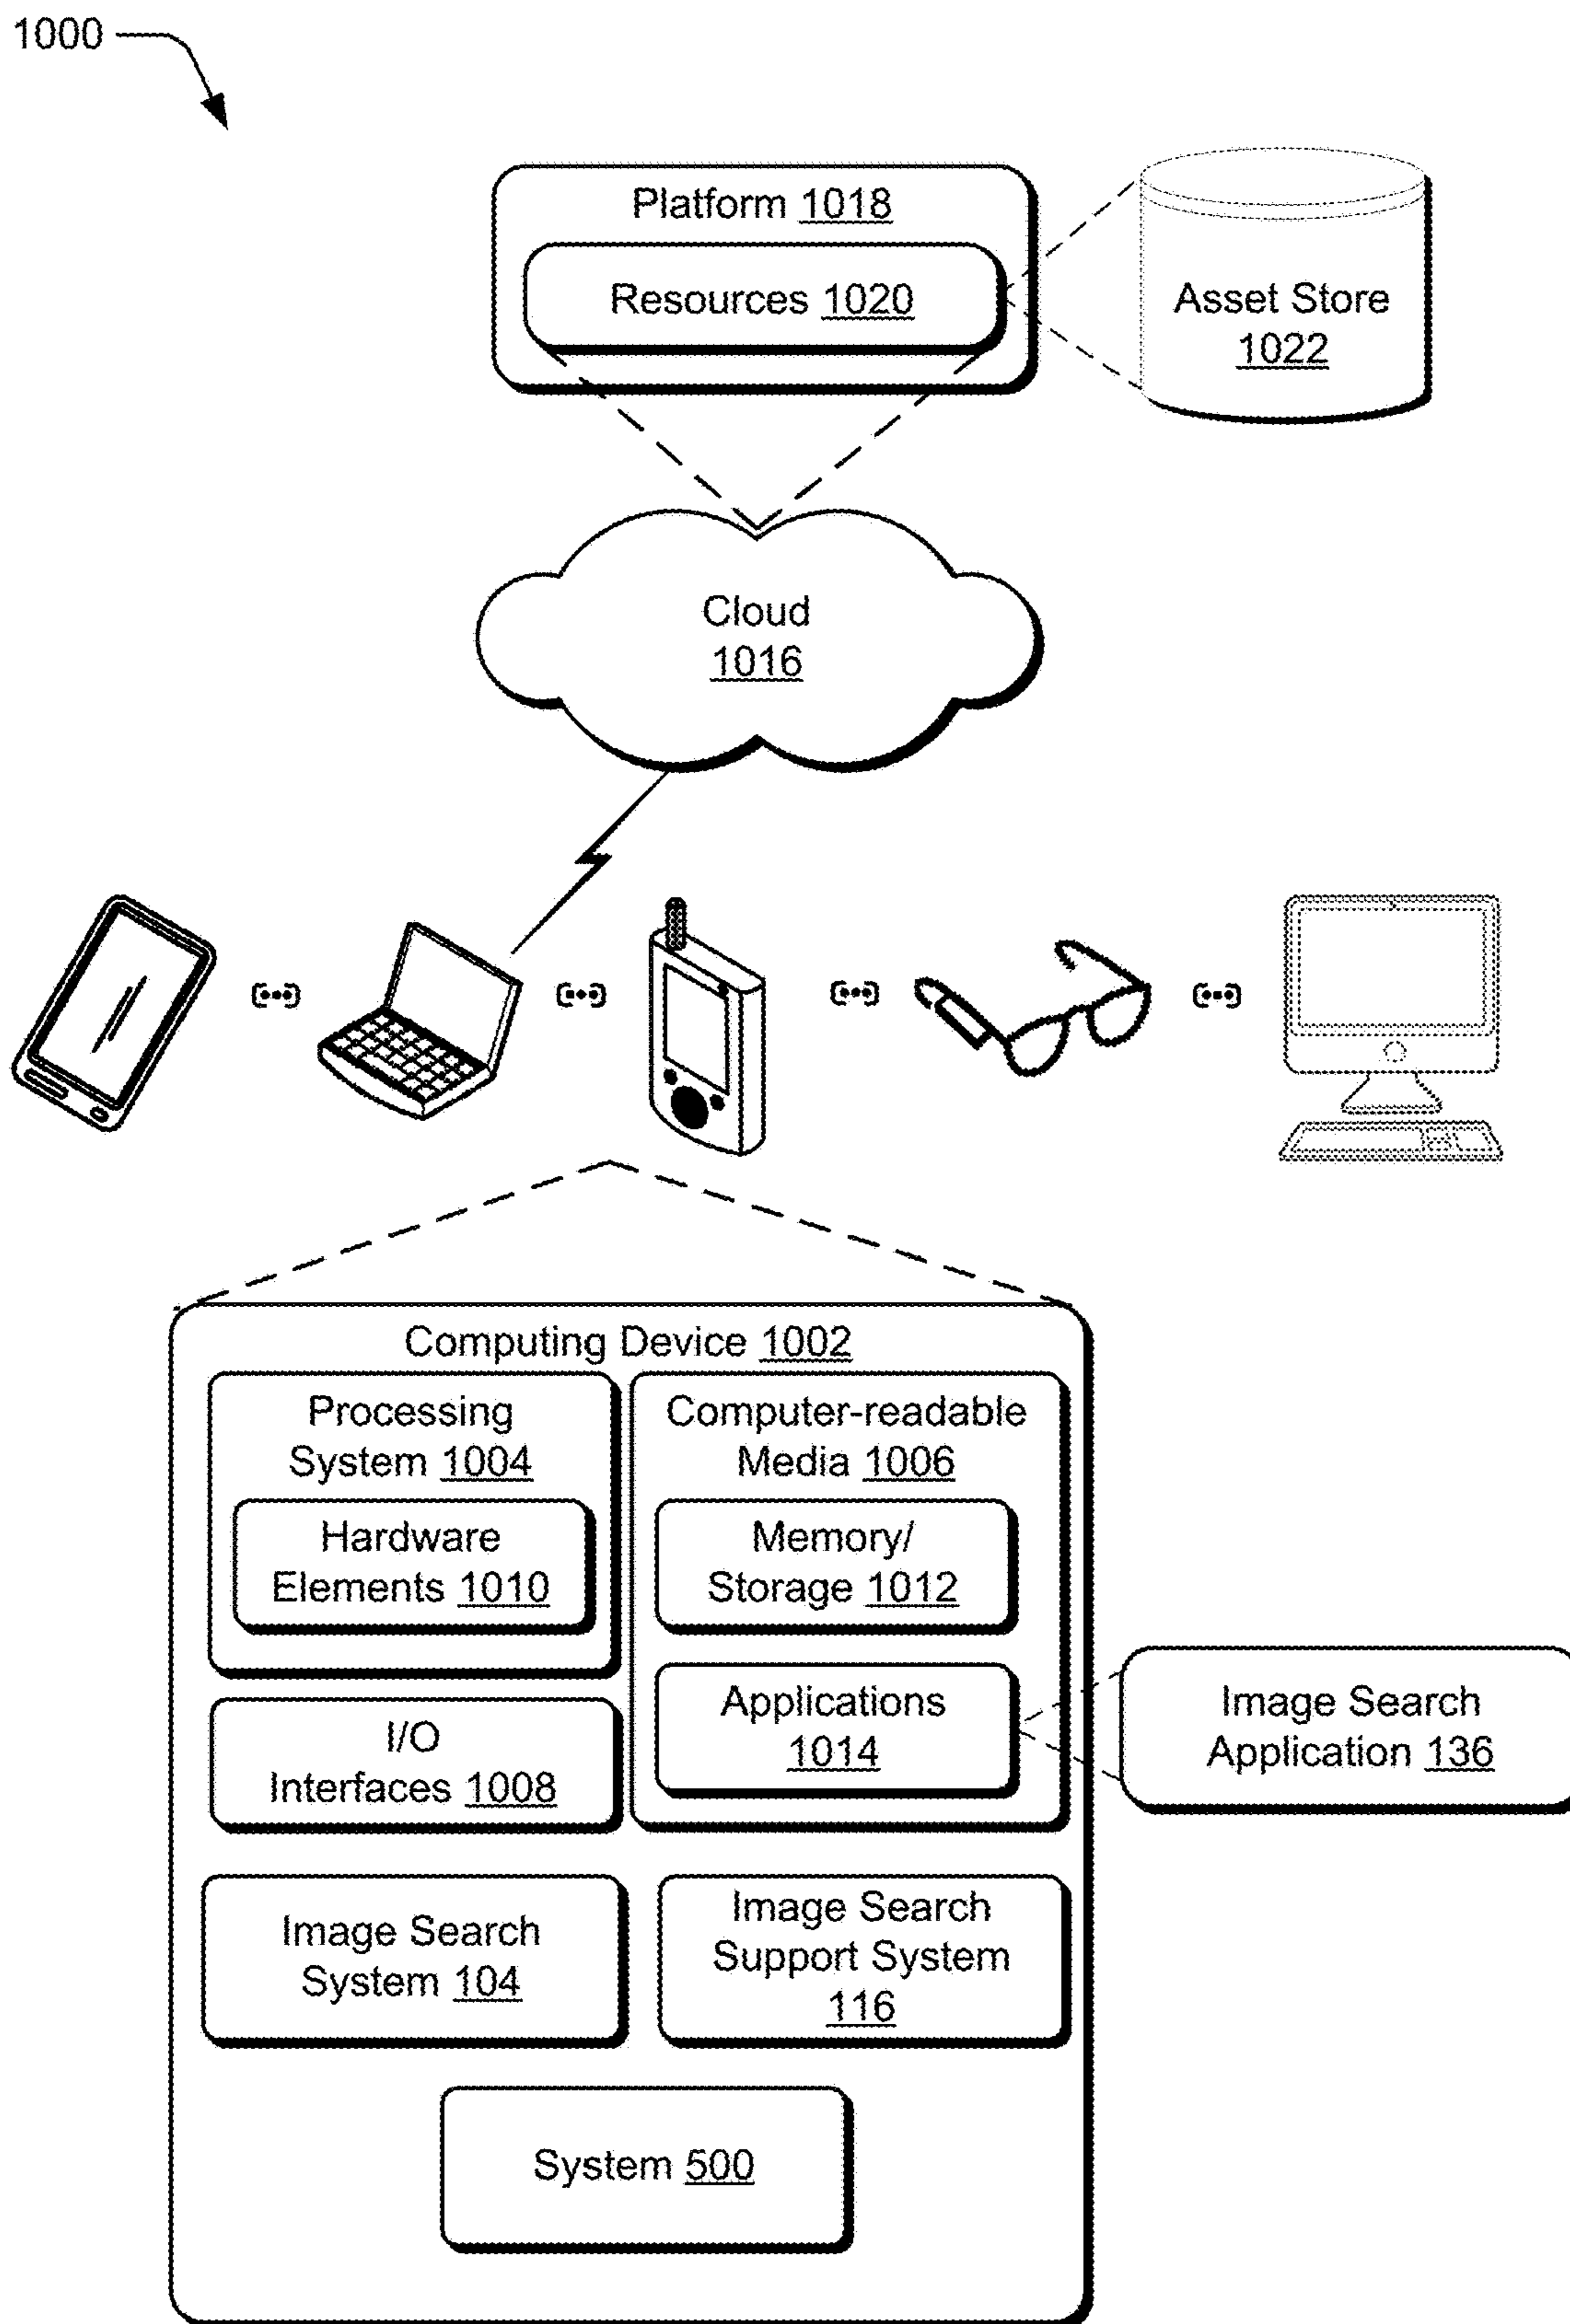 1000
Platform 1018
Resources 1020
Asset Store
1022
Cloud
1016
Computing Device 1002
Processing
System 1004
Hardware
Elements 1010
Computer-readable
Media 1006
Memory/
Storage 1012
Applications
1014
I/O
Interfaces 1008
Image Search
Application 136
Image Search
System 104
Image Search
Support System
116
System 500